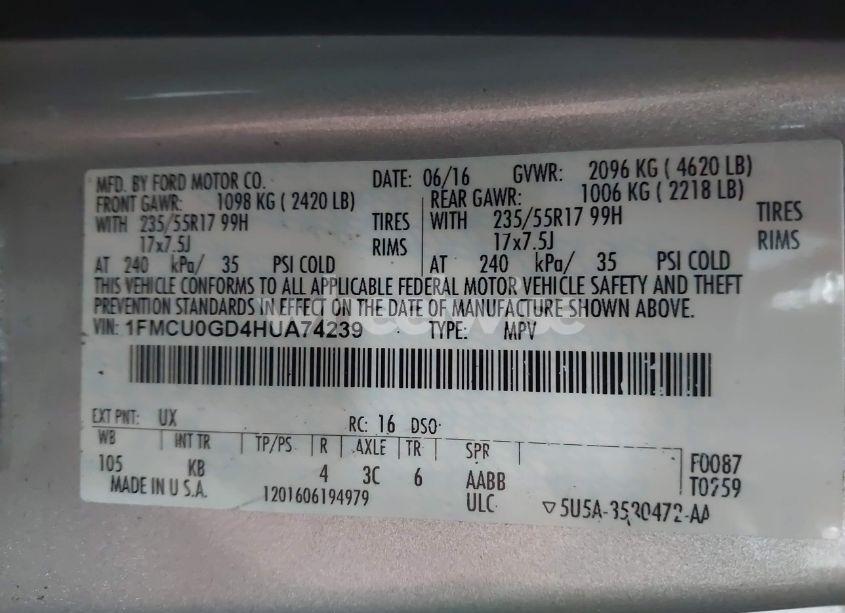 MFD. BY FORD MOTOR CO. DATE: 06/16 GVWR: 2096 KG ( 4620 LB)
FRONT GAWR: 1098 KG ( 2420 LB) REAR GAWR: 1006 KG ( 2218 LB)
WITH 235/55R17 99H TIRES WITH 235/55R17 99H TIRES
17x7.5J RIMS 17x7.5J RIMS
AT 240 kPa/ 35 PSI COLD AT 240 kPa/ 35 PSI COLD
THIS VEHICLE CONFORMS TO ALL APPLICABLE FEDERAL MOTOR VEHICLE SAFETY AND THEFT
PREVENTION STANDARDS IN EFFECT ON THE DATE OF MANUFACTURE SHOWN ABOVE.
VIN: 1FMCU0GD4HUA74239 TYPE: MPV
EXT PNT: UX RC: 16 DSO:
WB INT TR TP/PS R AXLE TR SPR
105 KB 4 3C 6 AABB F0087
MADE IN U.S.A. 1201606194979 ULC T0259
▽5U5A-3520472-AA